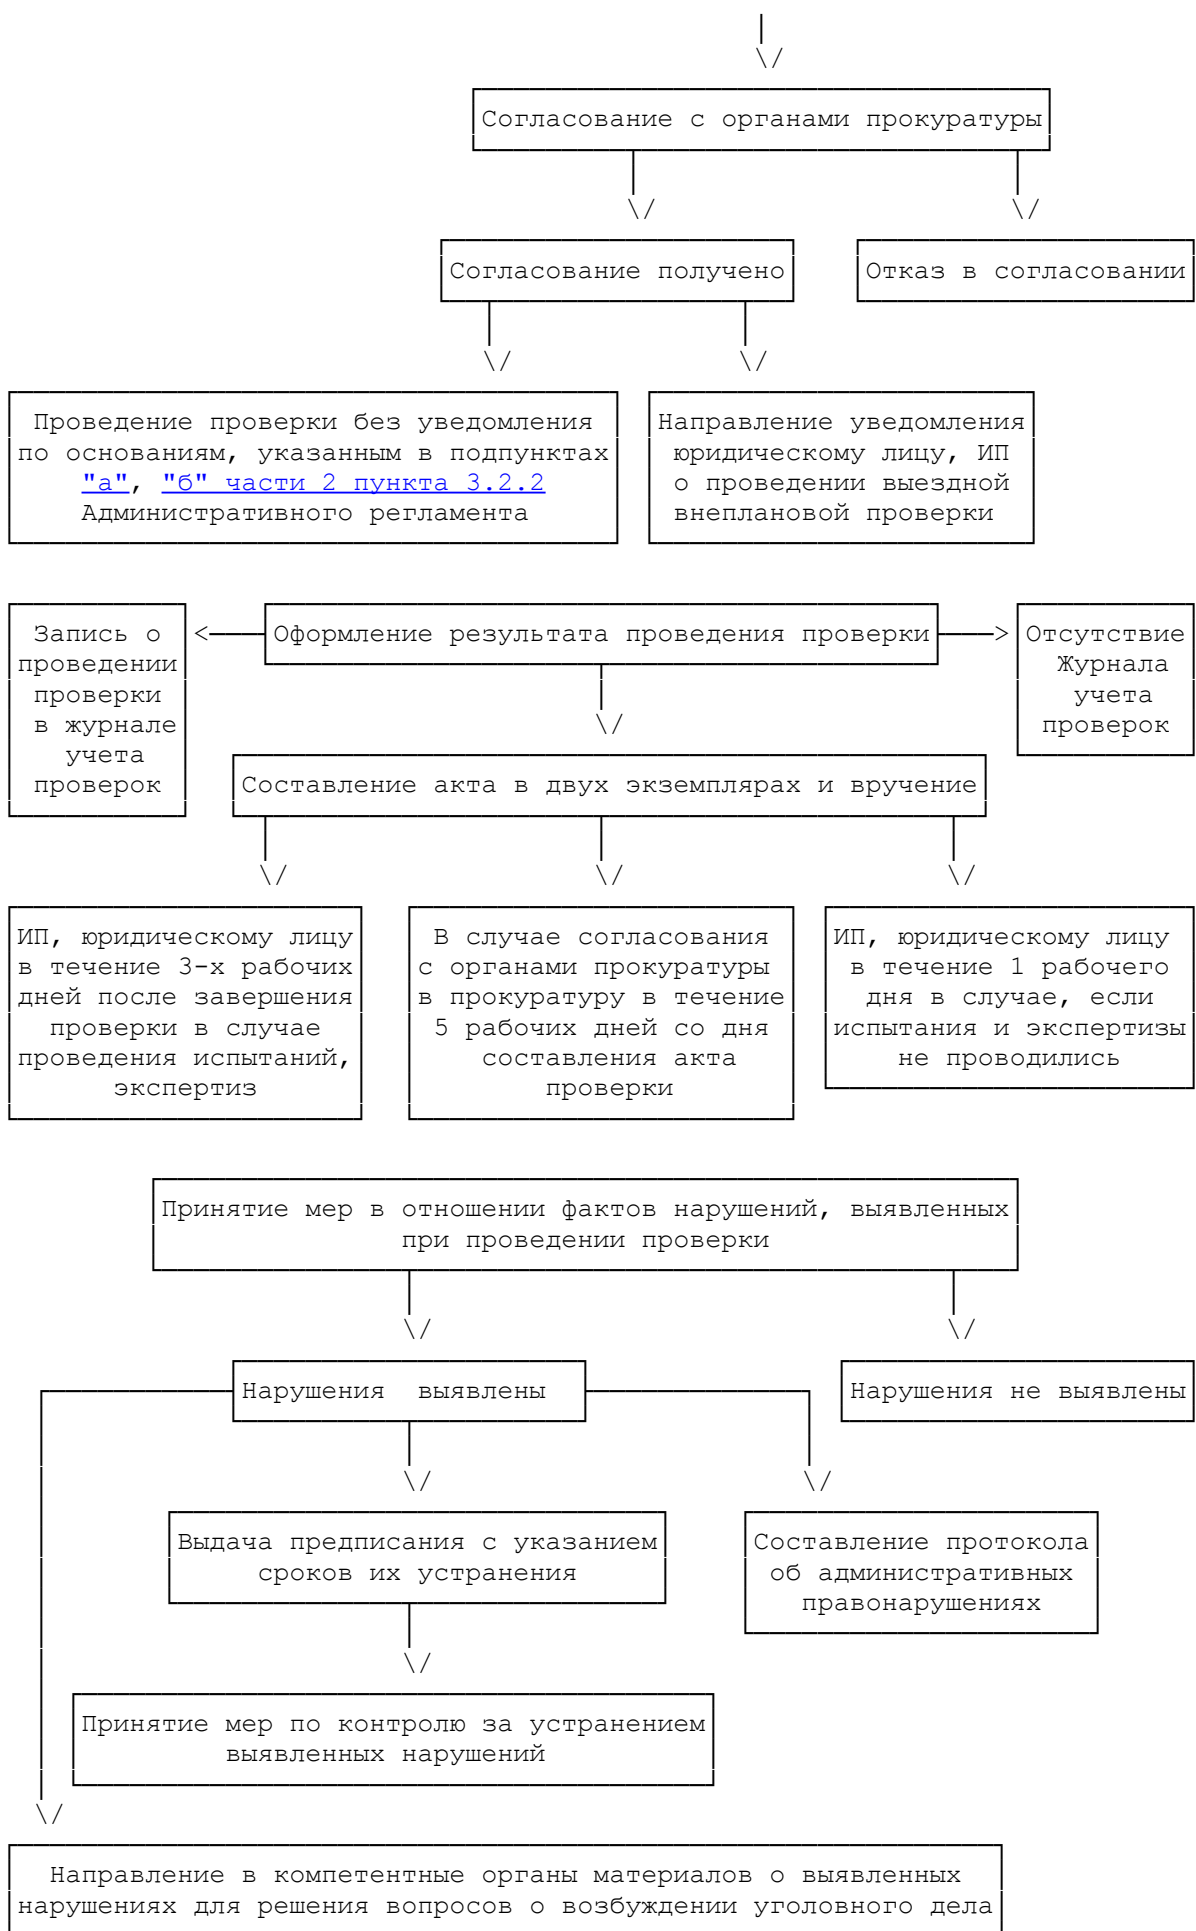 Согласование с органами прокуратуры
Согласование получено
Отказ в согласовании
Проведение проверки без уведомления
по основаниям, указанным в подпунктах
"а", "б" части 2 пункта 3.2.2
Административного регламента
Направление уведомления
юридическому лицу, ИП
о проведении выездной
внеплановой проверки
Запись о
проведении
проверки
в журнале
учета
проверок
Оформление результата проведения проверки
Отсутствие
Журнала
учета
проверок
Составление акта в двух экземплярах и вручение
ИП, юридическому лицу
в течение 3-х рабочих
дней после завершения
проверки в случае
проведения испытаний,
экспертиз
В случае согласования
с органами прокуратуры
в прокуратуру в течение
5 рабочих дней со дня
составления акта
проверки
ИП, юридическому лицу
в течение 1 рабочего
дня в случае, если
испытания и экспертизы
не проводились
Принятие мер в отношении фактов нарушений, выявленных
при проведении проверки
Нарушения выявлены
Нарушения не выявлены
Выдача предписания с указанием
сроков их устранения
Составление протокола
об административных
правонарушениях
Принятие мер по контролю за устранением
выявленных нарушений
Направление в компетентные органы материалов о выявленных
нарушениях для решения вопросов о возбуждении уголовного дела